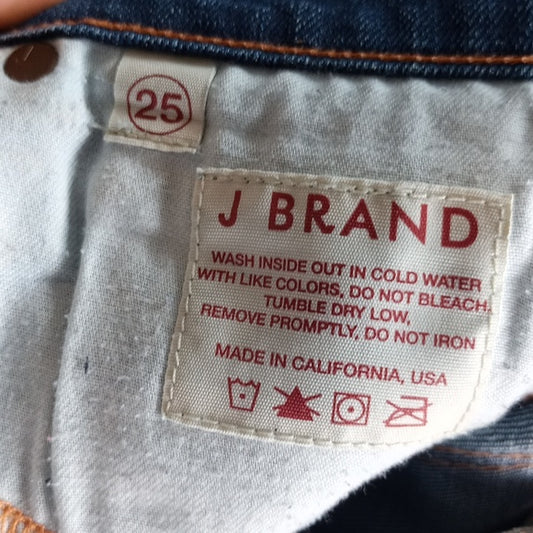 25
J BRAND
WASH INSIDE OUT IN COLD WATER
WITH LIKE COLORS, DO NOT BLEACH,
TUMBLE DRY LOW,
REMOVE PROMPTLY, DO NOT IRON
MADE IN CALIFORNIA, USA